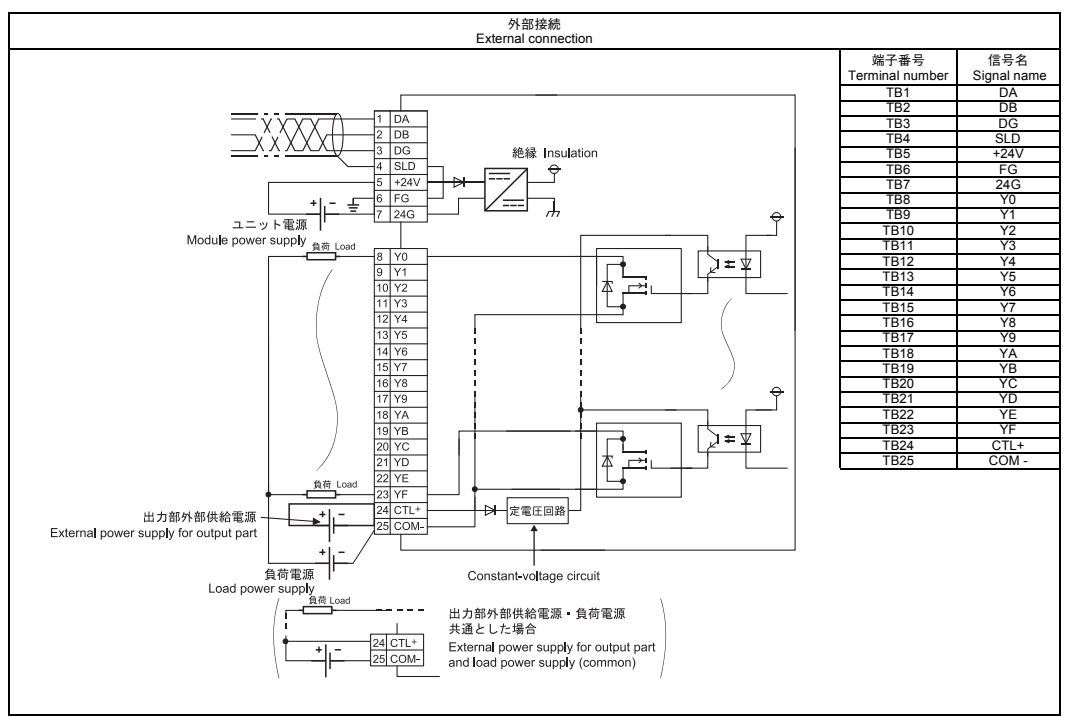 外部接続
External connection
端子番号 信号名
Terminal number Signal name
TB1 DA
TB2 DB
TB3 DG
TB4 SLD
TB5 +24V
TB6 FG
TB7 24G
TB8 Y0
TB9 Y1
TB10 Y2
TB11 Y3
TB12 Y4
TB13 Y5
TB14 Y6
TB15 Y7
TB16 Y8
TB17 Y9
TB18 YA
TB19 YB
TB20 YC
TB21 YD
TB22 YE
TB23 YF
TB24 CTL+
TB25 COM -
1 DA
2 DB
3 DG
4 SLD
5 +24V
6 FG
7 24G
絶縁 Insulation
+ -
ユニット電源
Module power supply
負荷 Load
8 Y0
9 Y1
10 Y2
11 Y3
12 Y4
13 Y5
14 Y6
15 Y7
16 Y8
17 Y9
18 YA
19 YB
20 YC
21 YD
22 YE
23 YF
24 CTL+
25 COM-
負荷 Load
出力部外部供給電源
External power supply for output part
+ -
+ -
負荷電源
Load power supply
定電圧回路
Constant-voltage circuit
負荷 Load
+ -
24 CTL+
25 COM-
出力部外部供給電源・負荷電源
共通とした場合
External power supply for output part
and load power supply (common)